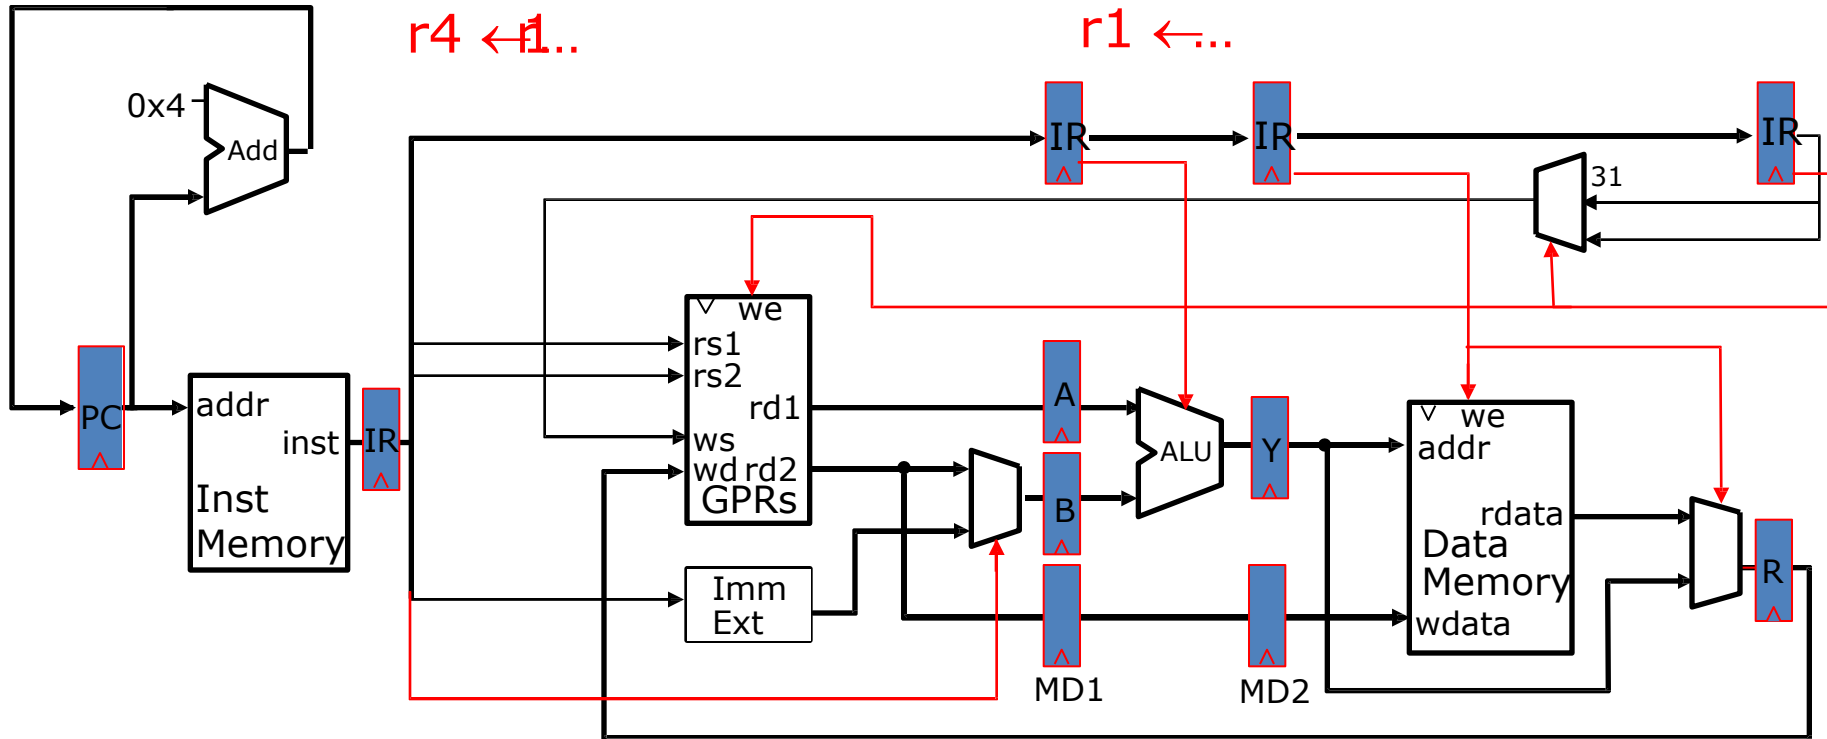 r4 ← r1...
r1 ←...
0x4
Add
IR
IR
IR
31
we
rs1
rs2
rd1
ws
wd rd2
GPRs
PC
addr
inst
Inst
Memory
IR
A
B
ALU
Y
we
addr
rdata
Data
Memory
wdata
R
Imm
Ext
MD1
MD2